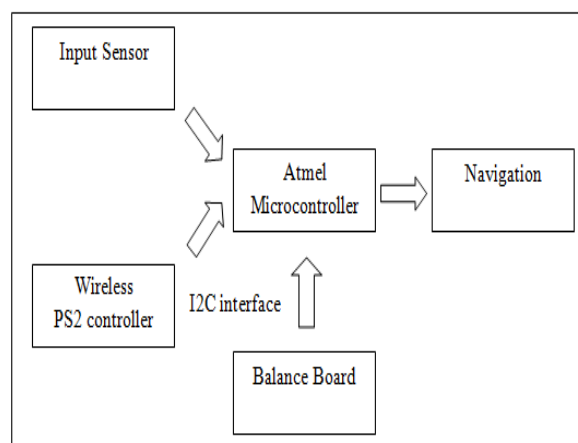 Input Sensor
Atmel
Microcontroller
Navigation
Wireless
PS2 controller
I2C interface
Balance Board